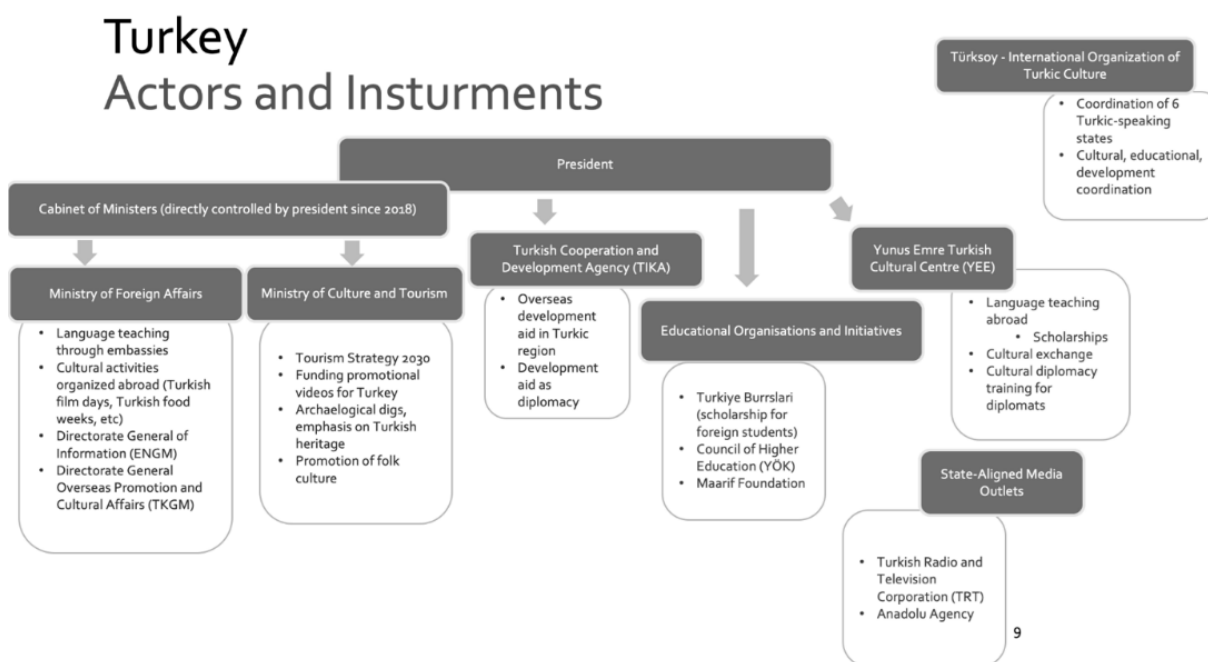 Turkey
Actors and Insturments
Türksoy - International Organization of
Turkic Culture
• Coordination of 6
Turkic-speaking
states
• Cultural, educational,
development
coordination
President
Cabinet of Ministers (directly controlled by president since 2018)
Ministry of Foreign Affairs
• Language teaching
through embassies
• Cultural activities
organized abroad (Turkish
film days, Turkish food
weeks, etc)
• Directorate General of
Information (ENGM)
• Directorate General
Overseas Promotion and
Cultural Affairs (TKGM)
Ministry of Culture and Tourism
• Tourism Strategy 2030
• Funding promotional
videos for Turkey
• Archaelogical digs,
emphasis on Turkish
heritage
• Promotion of folk
culture
Turkish Cooperation and
Development Agency (TIKA)
• Overseas
development
aid in Turkic
region
• Development
aid as
diplomacy
Educational Organisations and Initiatives
• Turkiye Burrslari
(scholarship for
foreign students)
• Council of Higher
Education (YÖK)
• Maarif Foundation
Yunus Emre Turkish
Cultural Centre (YEE)
• Language teaching
abroad
• Scholarships
• Cultural exchange
• Cultural diplomacy
training for
diplomats
State-Aligned Media
Outlets
• Turkish Radio and
Television
Corporation (TRT)
• Anadolu Agency
9